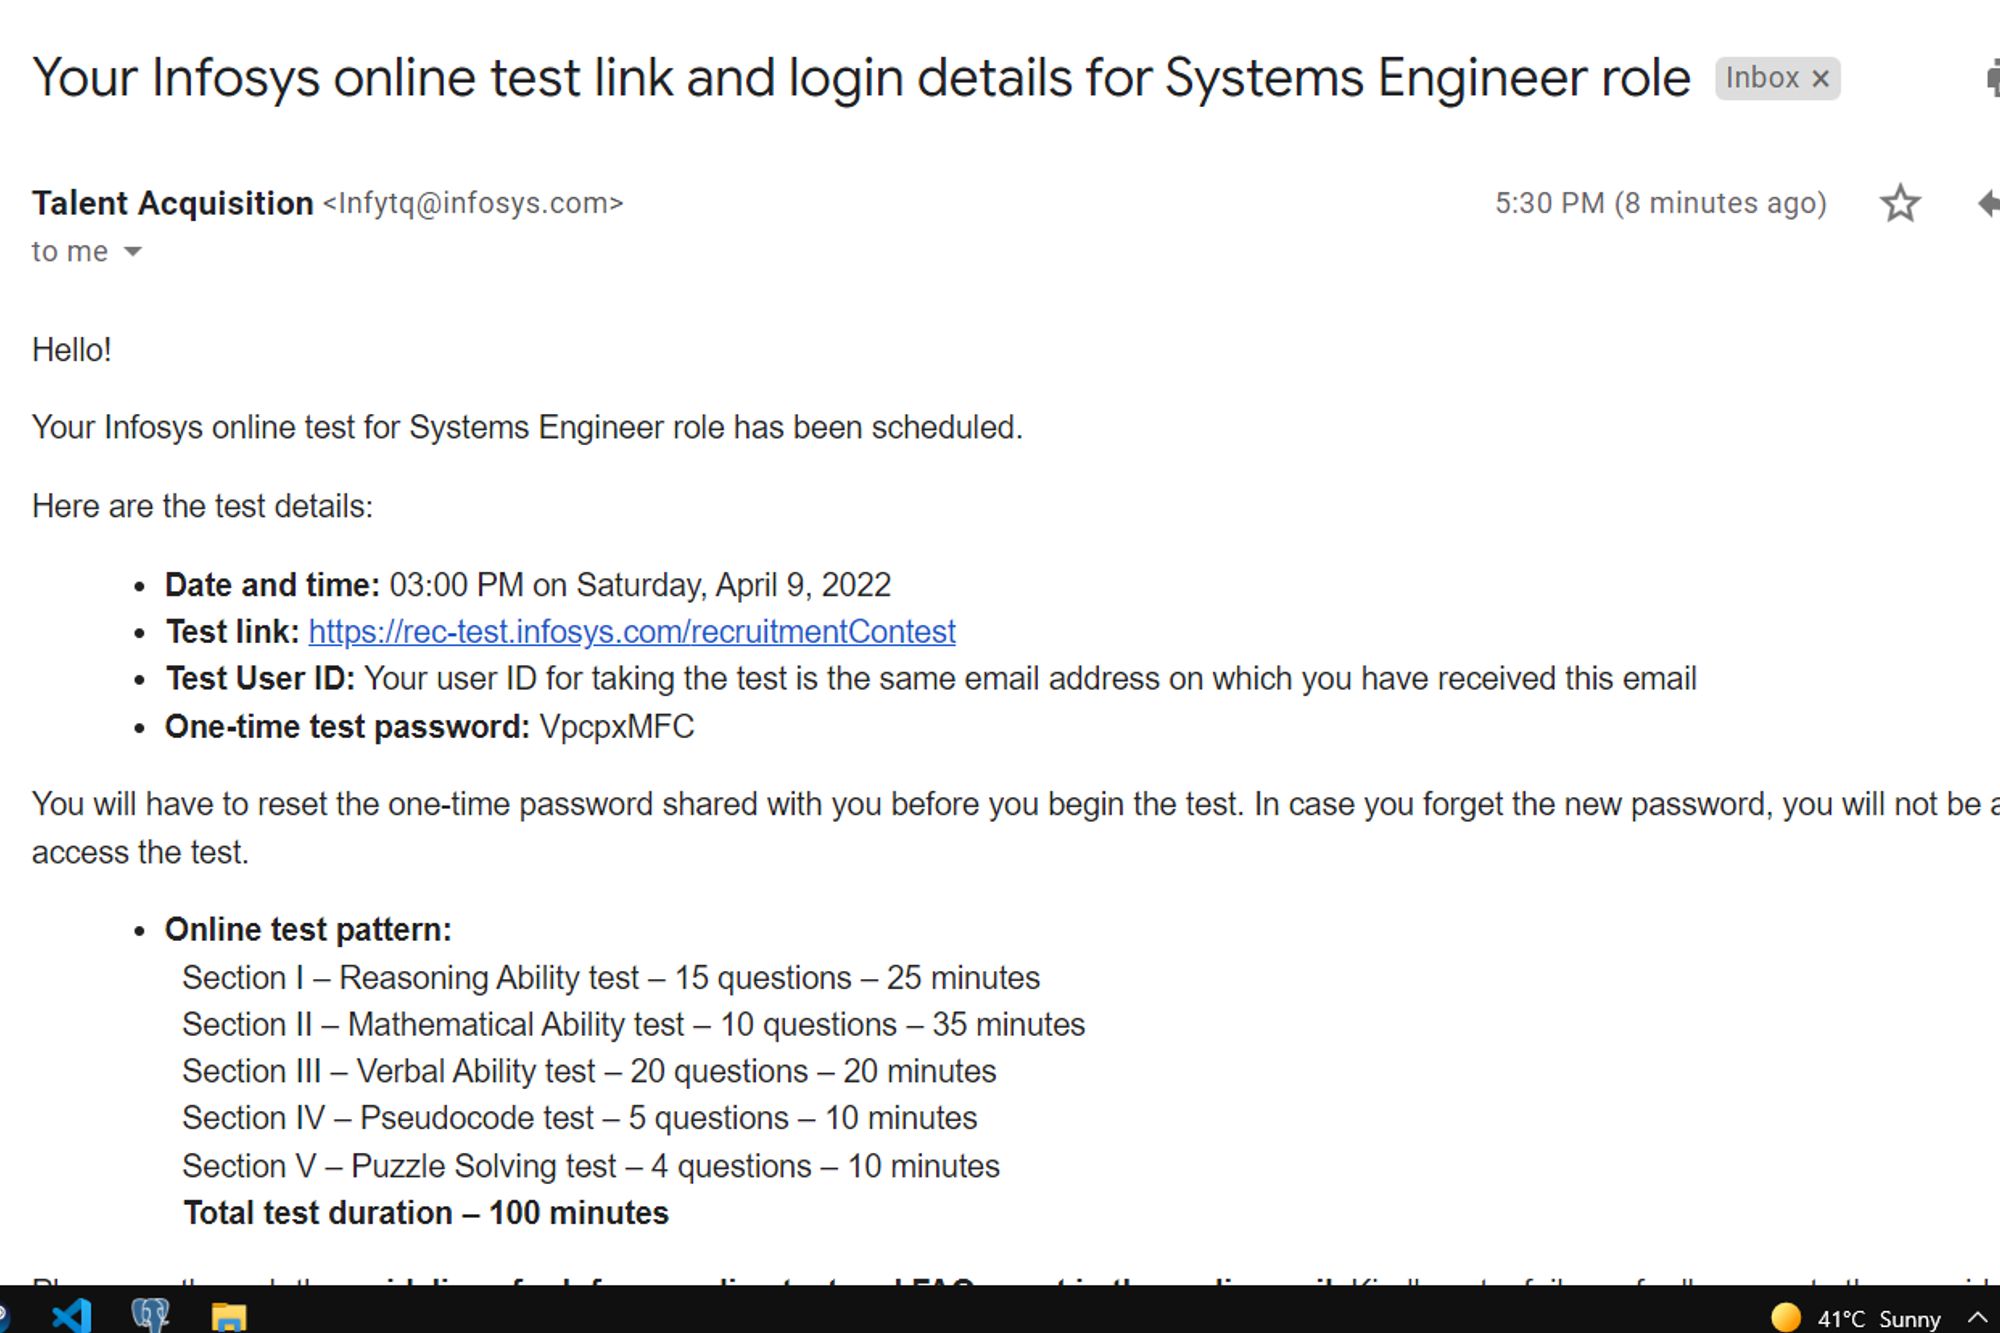 Your Infosys online test link and login details for Systems Engineer role Inbox ×
Talent Acquisition <Infytq@infosys.com> 5:30 PM (8 minutes ago)
to me
Hello!
Your Infosys online test for Systems Engineer role has been scheduled.
Here are the test details:
• Date and time: 03:00 PM on Saturday, April 9, 2022
• Test link: https://rec-test.infosys.com/recruitmentContest
• Test User ID: Your user ID for taking the test is the same email address on which you have received this email
• One-time test password: VpcpxMFC
You will have to reset the one-time password shared with you before you begin the test. In case you forget the new password, you will not be
access the test.
• Online test pattern:
Section I – Reasoning Ability test – 15 questions – 25 minutes
Section II – Mathematical Ability test – 10 questions – 35 minutes
Section III – Verbal Ability test – 20 questions – 20 minutes
Section IV – Pseudocode test – 5 questions – 10 minutes
Section V – Puzzle Solving test – 4 questions – 10 minutes
Total test duration – 100 minutes
41°C Sunny